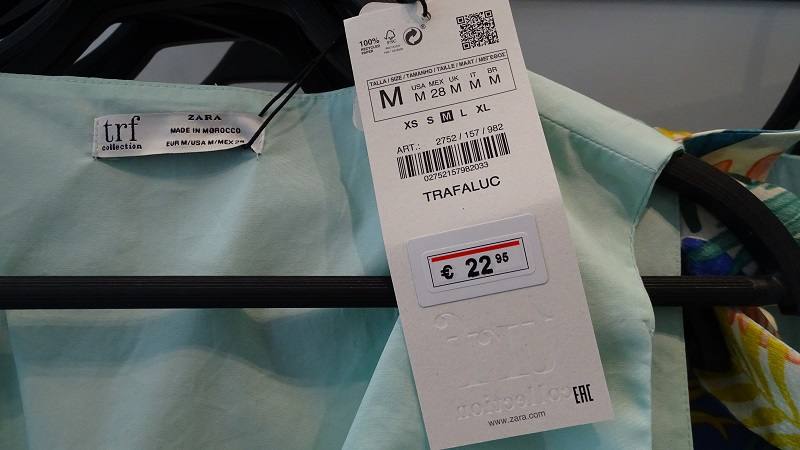 trf
collection
ZARA
MADE IN MOROCCO
EUR M/USA M/MEX 28
100%
RECYCLED
PAPER
FSC
TALLA / SIZE / TAMANHO / TAILLE / MAAT / ΜΕΓΕΘΟΣ
M USA M MEX 28 UK M IT M BR M
XS S M L XL
ART.: 2752 / 157 / 982
02752157982033
TRAFALUC
€ 22 95
trf
collection
EAC
www.zara.com